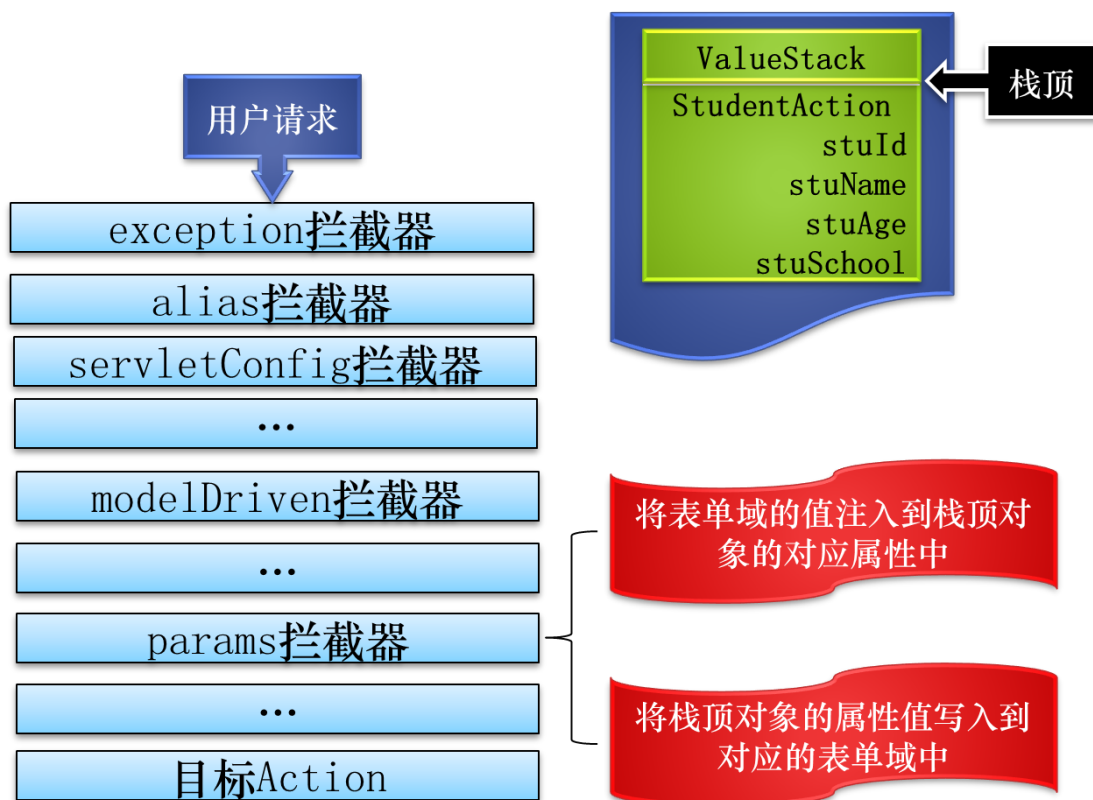 用户请求
exception拦截器
alias拦截器
servletConfig拦截器
…
modelDriven拦截器
…
params拦截器
…
目标Action
ValueStack
StudentAction
stuId
stuName
stuAge
stuSchool
栈顶
将表单域的值注入到栈顶对
象的对应属性中
将栈顶对象的属性值写入到
对应的表单域中